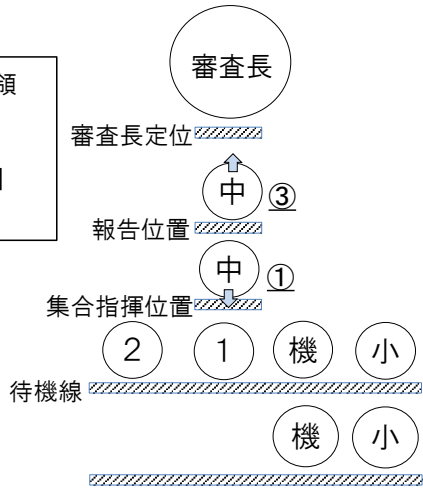 領
審査長
審査長定位
中 ③
報告位置
中 ①
集合指揮位置
2 1 機 小
待機線
機 小